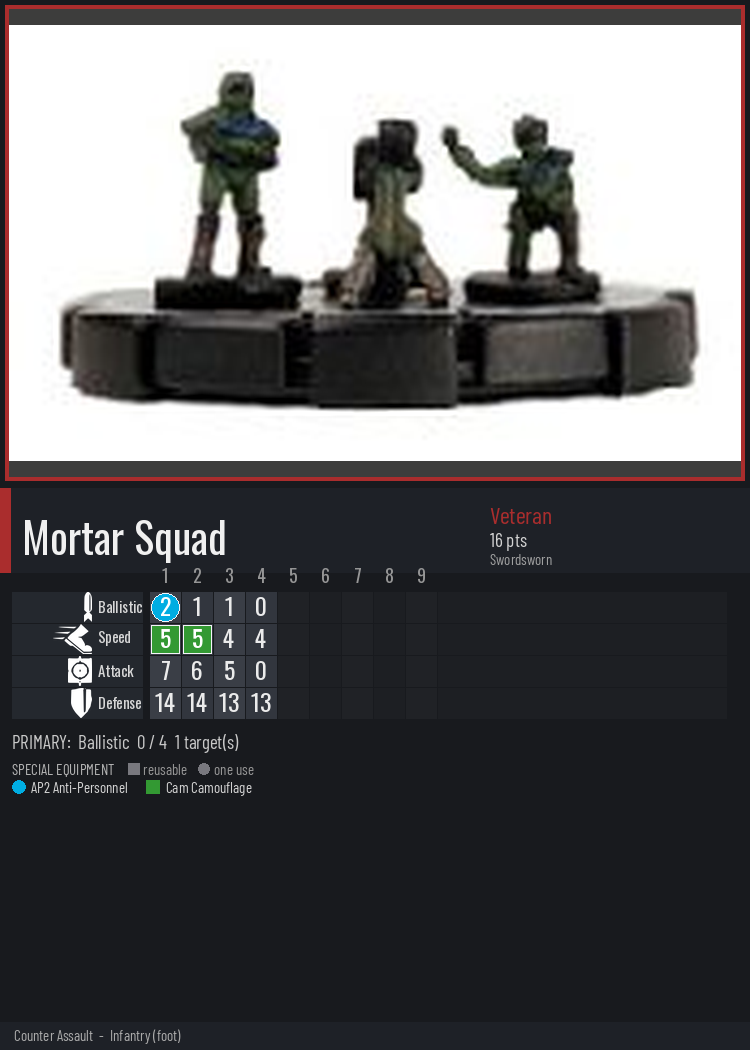 Mortar Squad
Veteran
16 pts
Swordsworn
1 2 3 4 5 6 7 8 9
Ballistic 2 1 1 0
Speed 5 5 4 4
Attack 7 6 5 0
Defense 14 14 13 13
PRIMARY: Ballistic 0 / 4 1 target(s)
SPECIAL EQUIPMENT reusable one use
AP2 Anti-Personnel Cam Camouflage
Counter Assault - Infantry (foot)